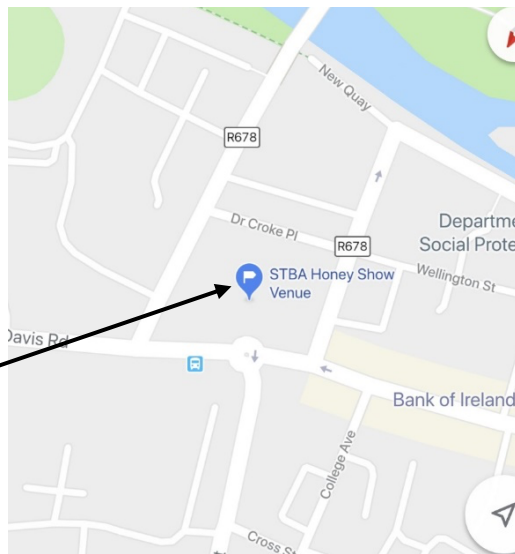 New Quay
R678
Dr Croke Pl
Departme
Social Prote
R678
STBA Honey Show
Venue
Wellington St
Davis Rd
Bank of Ireland
College Ave
Cross St